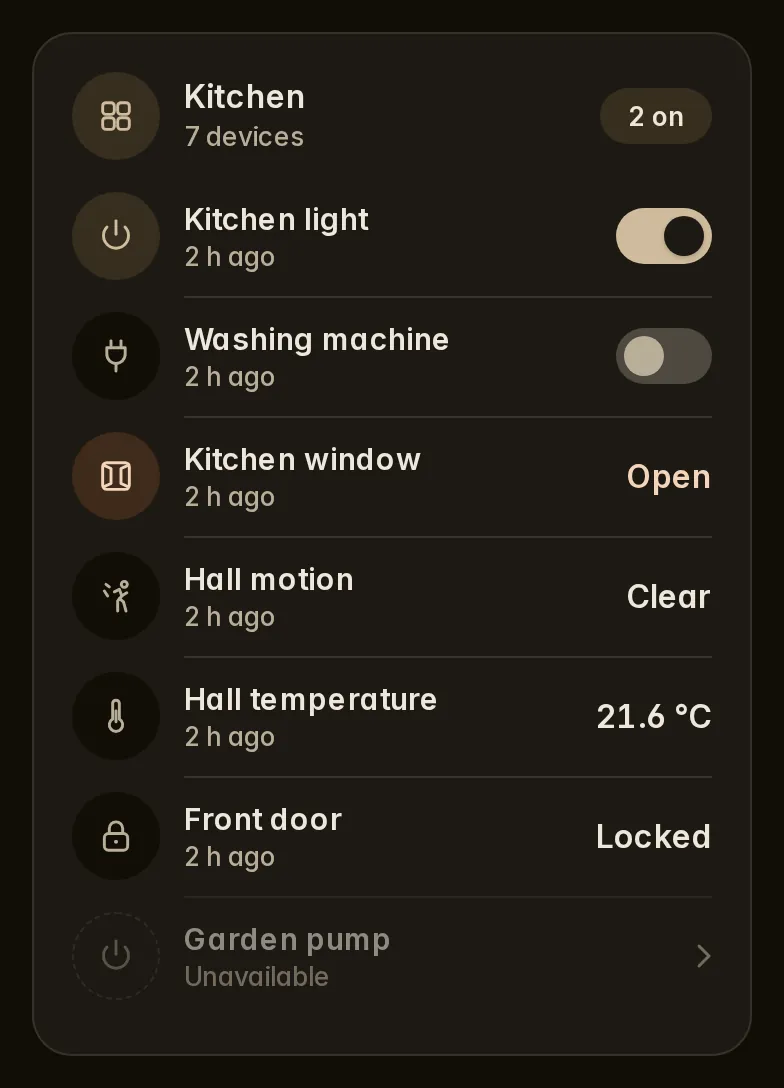 Kitchen
7 devices
2 on
Kitchen light
2 h ago
Washing machine
2 h ago
Kitchen window
2 h ago
Open
Hall motion
2 h ago
Clear
Hall temperature
2 h ago
21.6 °C
Front door
2 h ago
Locked
Garden pump
Unavailable